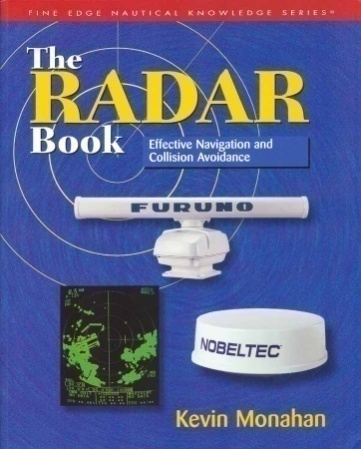 FINE EDGE NAUTICAL KNOWLEDGE SERIES
The
RADAR
Book
Effective Navigation and
Collision Avoidance
FURUNO
NOBELTEC
Kevin Monahan